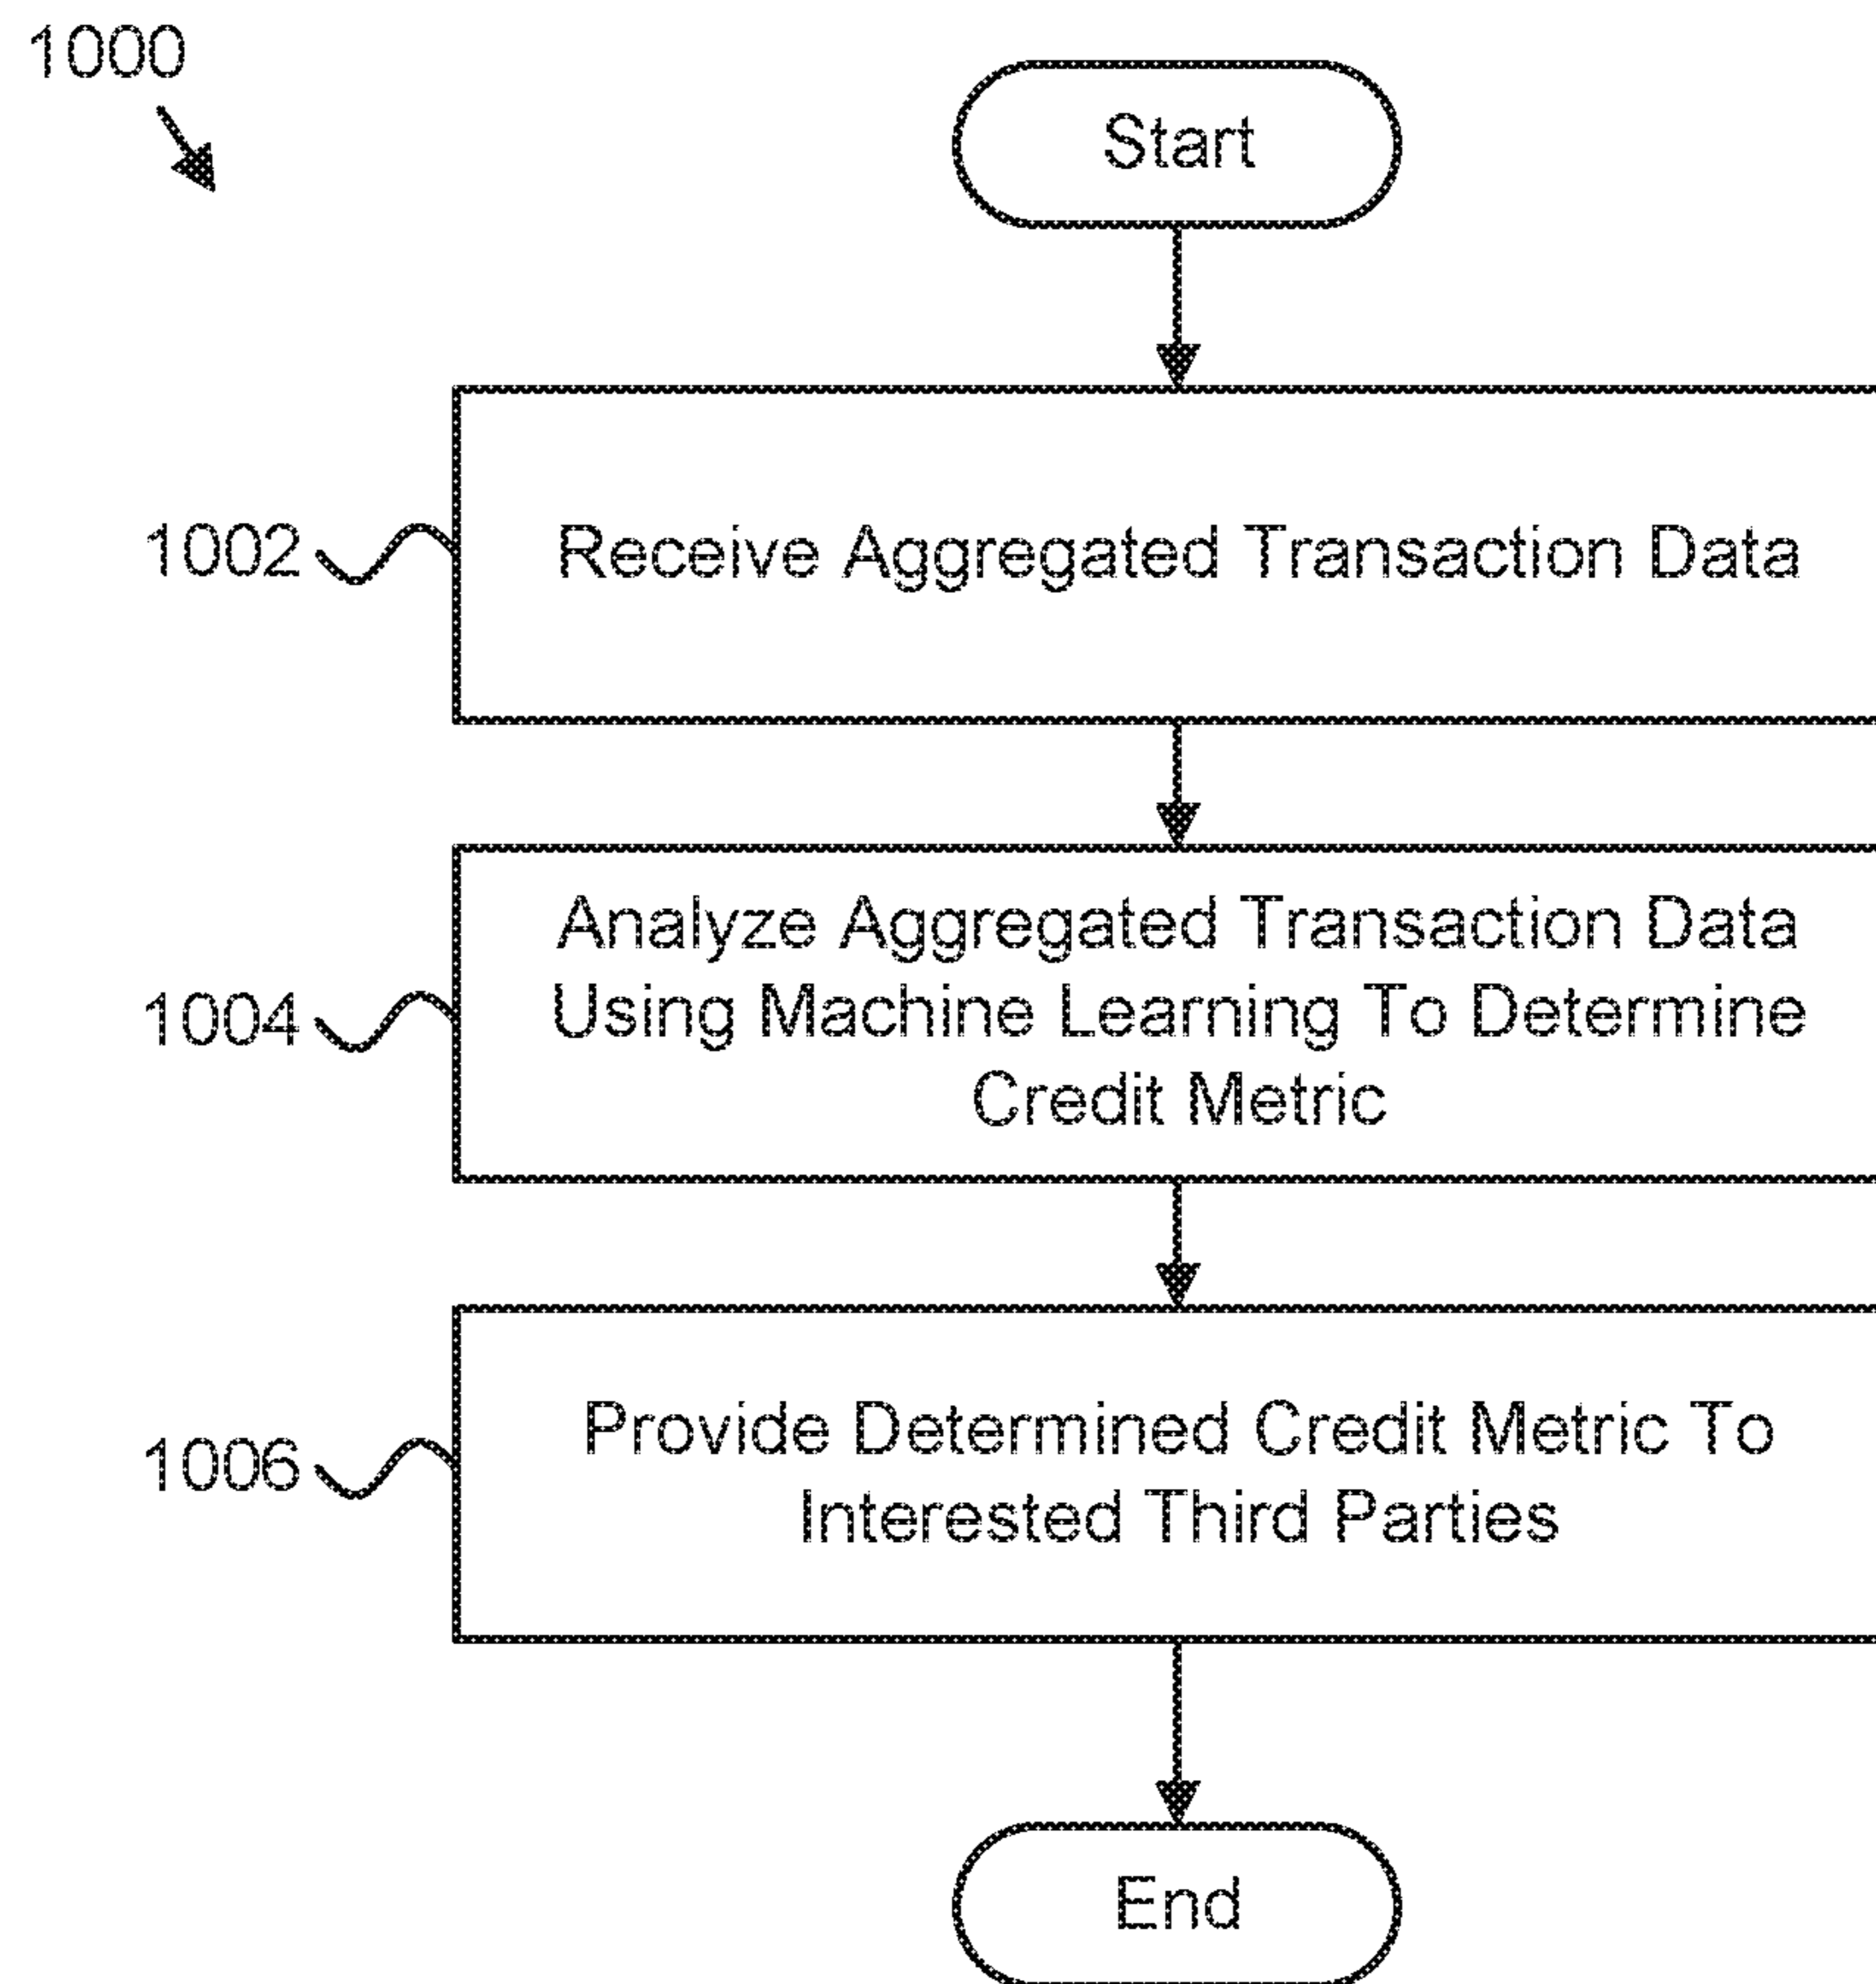 1000
Start
1002
Receive Aggregated Transaction Data
Analyze Aggregated Transaction Data
1004
Using Machine Learning To Determine
Credit Metric
Provide Determined Credit Metric To
1006
Interested Third Parties
End